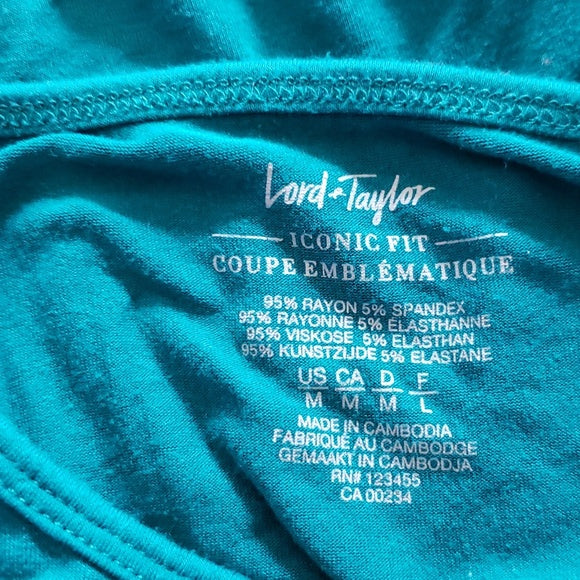 Lord + Taylor
ICONIC FIT
COUPE EMBLÉMATIQUE
95% RAYON 5% SPANDEX
95% RAYONNE 5% ÉLASTHANNE
95% VISKOSE 5% ELASTHAN
95% KUNSTZIJDE 5% ELASTANE
US CA D F
M M M L
MADE IN CAMBODIA
FABRIQUÉ AU CAMBODGE
GEMAAKT IN CAMBODJA
RN# 123455
CA 00234